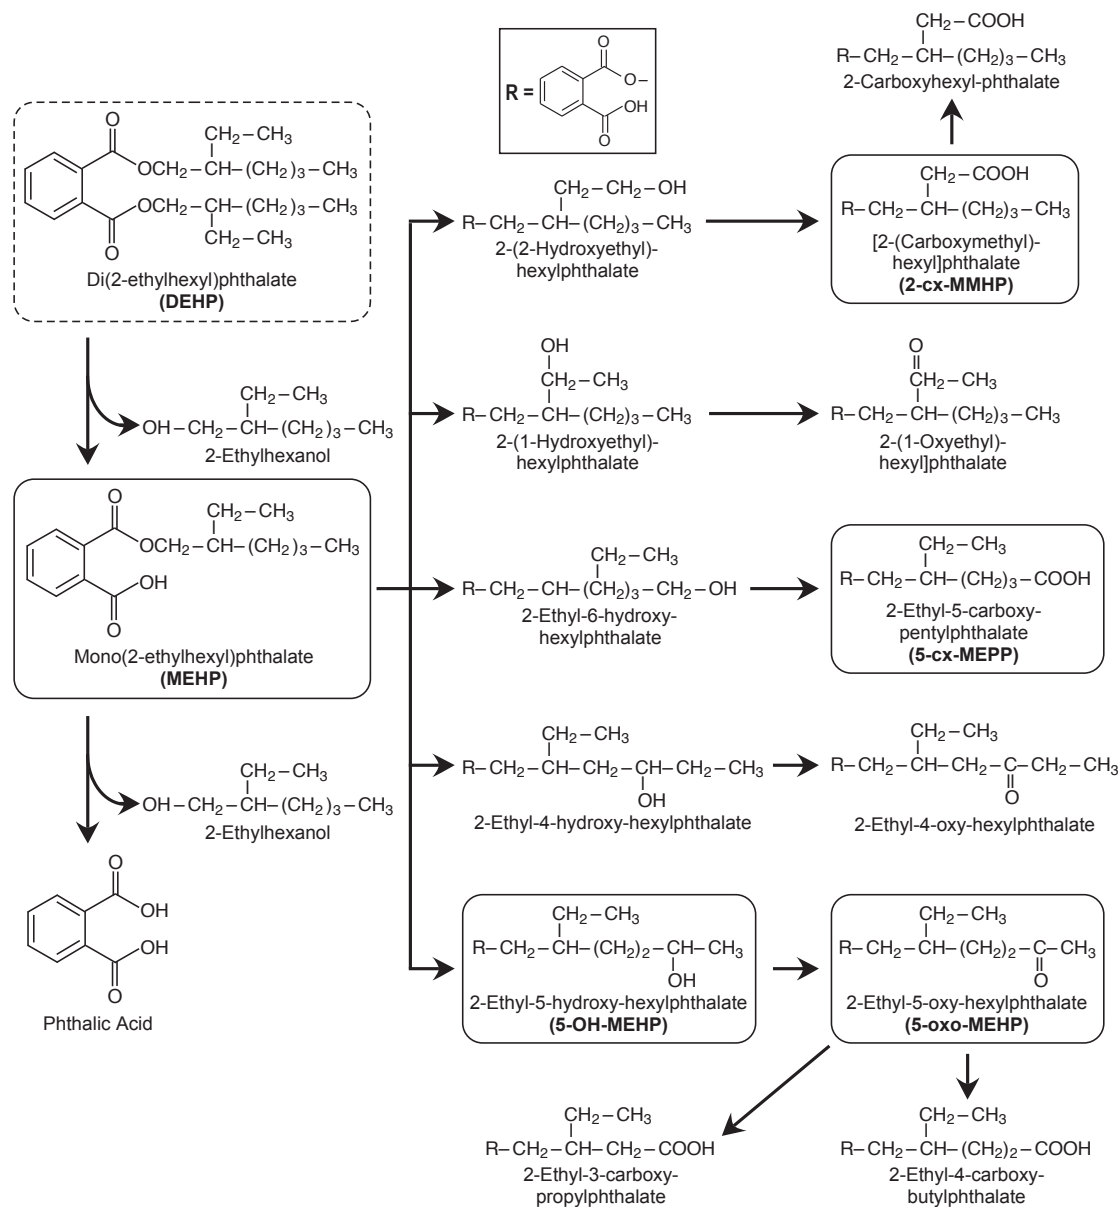 CH2–COOH
R–CH2–CH–(CH2)3–CH3
2-Carboxyhexyl-phthalate
R =
O
O–
OH
O
O
CH2–CH3
OCH2–CH–(CH2)3–CH3
OCH2–CH–(CH2)3–CH3
CH2–CH3
O
Di(2-ethylhexyl)phthalate
(DEHP)
CH2–CH2–OH
R–CH2–CH–(CH2)3–CH3
2-(2-Hydroxyethyl)-
hexylphthalate
CH2–COOH
R–CH2–CH–(CH2)3–CH3
[2-(Carboxymethyl)-
hexyl]phthalate
(2-cx-MMHP)
CH2–CH3
OH–CH2–CH–(CH2)3–CH3
2-Ethylhexanol
OH
CH2–CH3
R–CH2–CH–(CH2)3–CH3
2-(1-Hydroxyethyl)-
hexylphthalate
O
CH2–CH3
R–CH2–CH–(CH2)3–CH3
2-(1-Oxyethyl)-
hexyl]phthalate
O
CH2–CH3
OCH2–CH–(CH2)3–CH3
OH
O
Mono(2-ethylhexyl)phthalate
(MEHP)
CH2–CH3
R–CH2–CH–(CH2)3–CH2–OH
2-Ethyl-6-hydroxy-
hexylphthalate
CH2–CH3
R–CH2–CH–(CH2)3–COOH
2-Ethyl-5-carboxy-
pentylphthalate
(5-cx-MEPP)
CH2–CH3
OH–CH2–CH–(CH2)3–CH3
2-Ethylhexanol
CH2–CH3
R–CH2–CH–CH2–CH–CH2–CH3
OH
2-Ethyl-4-hydroxy-hexylphthalate
CH2–CH3
R–CH2–CH–CH2–C–CH2–CH3
O
2-Ethyl-4-oxy-hexylphthalate
O
OH
OH
O
Phthalic Acid
CH2–CH3
R–CH2–CH–(CH2)2–CH–CH3
OH
2-Ethyl-5-hydroxy-hexylphthalate
(5-OH-MEHP)
CH2–CH3
R–CH2–CH–(CH2)2–C–CH3
O
2-Ethyl-5-oxy-hexylphthalate
(5-oxo-MEHP)
CH2–CH3
R–CH2–CH–CH2–COOH
2-Ethyl-3-carboxy-
propylphthalate
CH2–CH3
R–CH2–CH–(CH2)2–COOH
2-Ethyl-4-carboxy-
butylphthalate